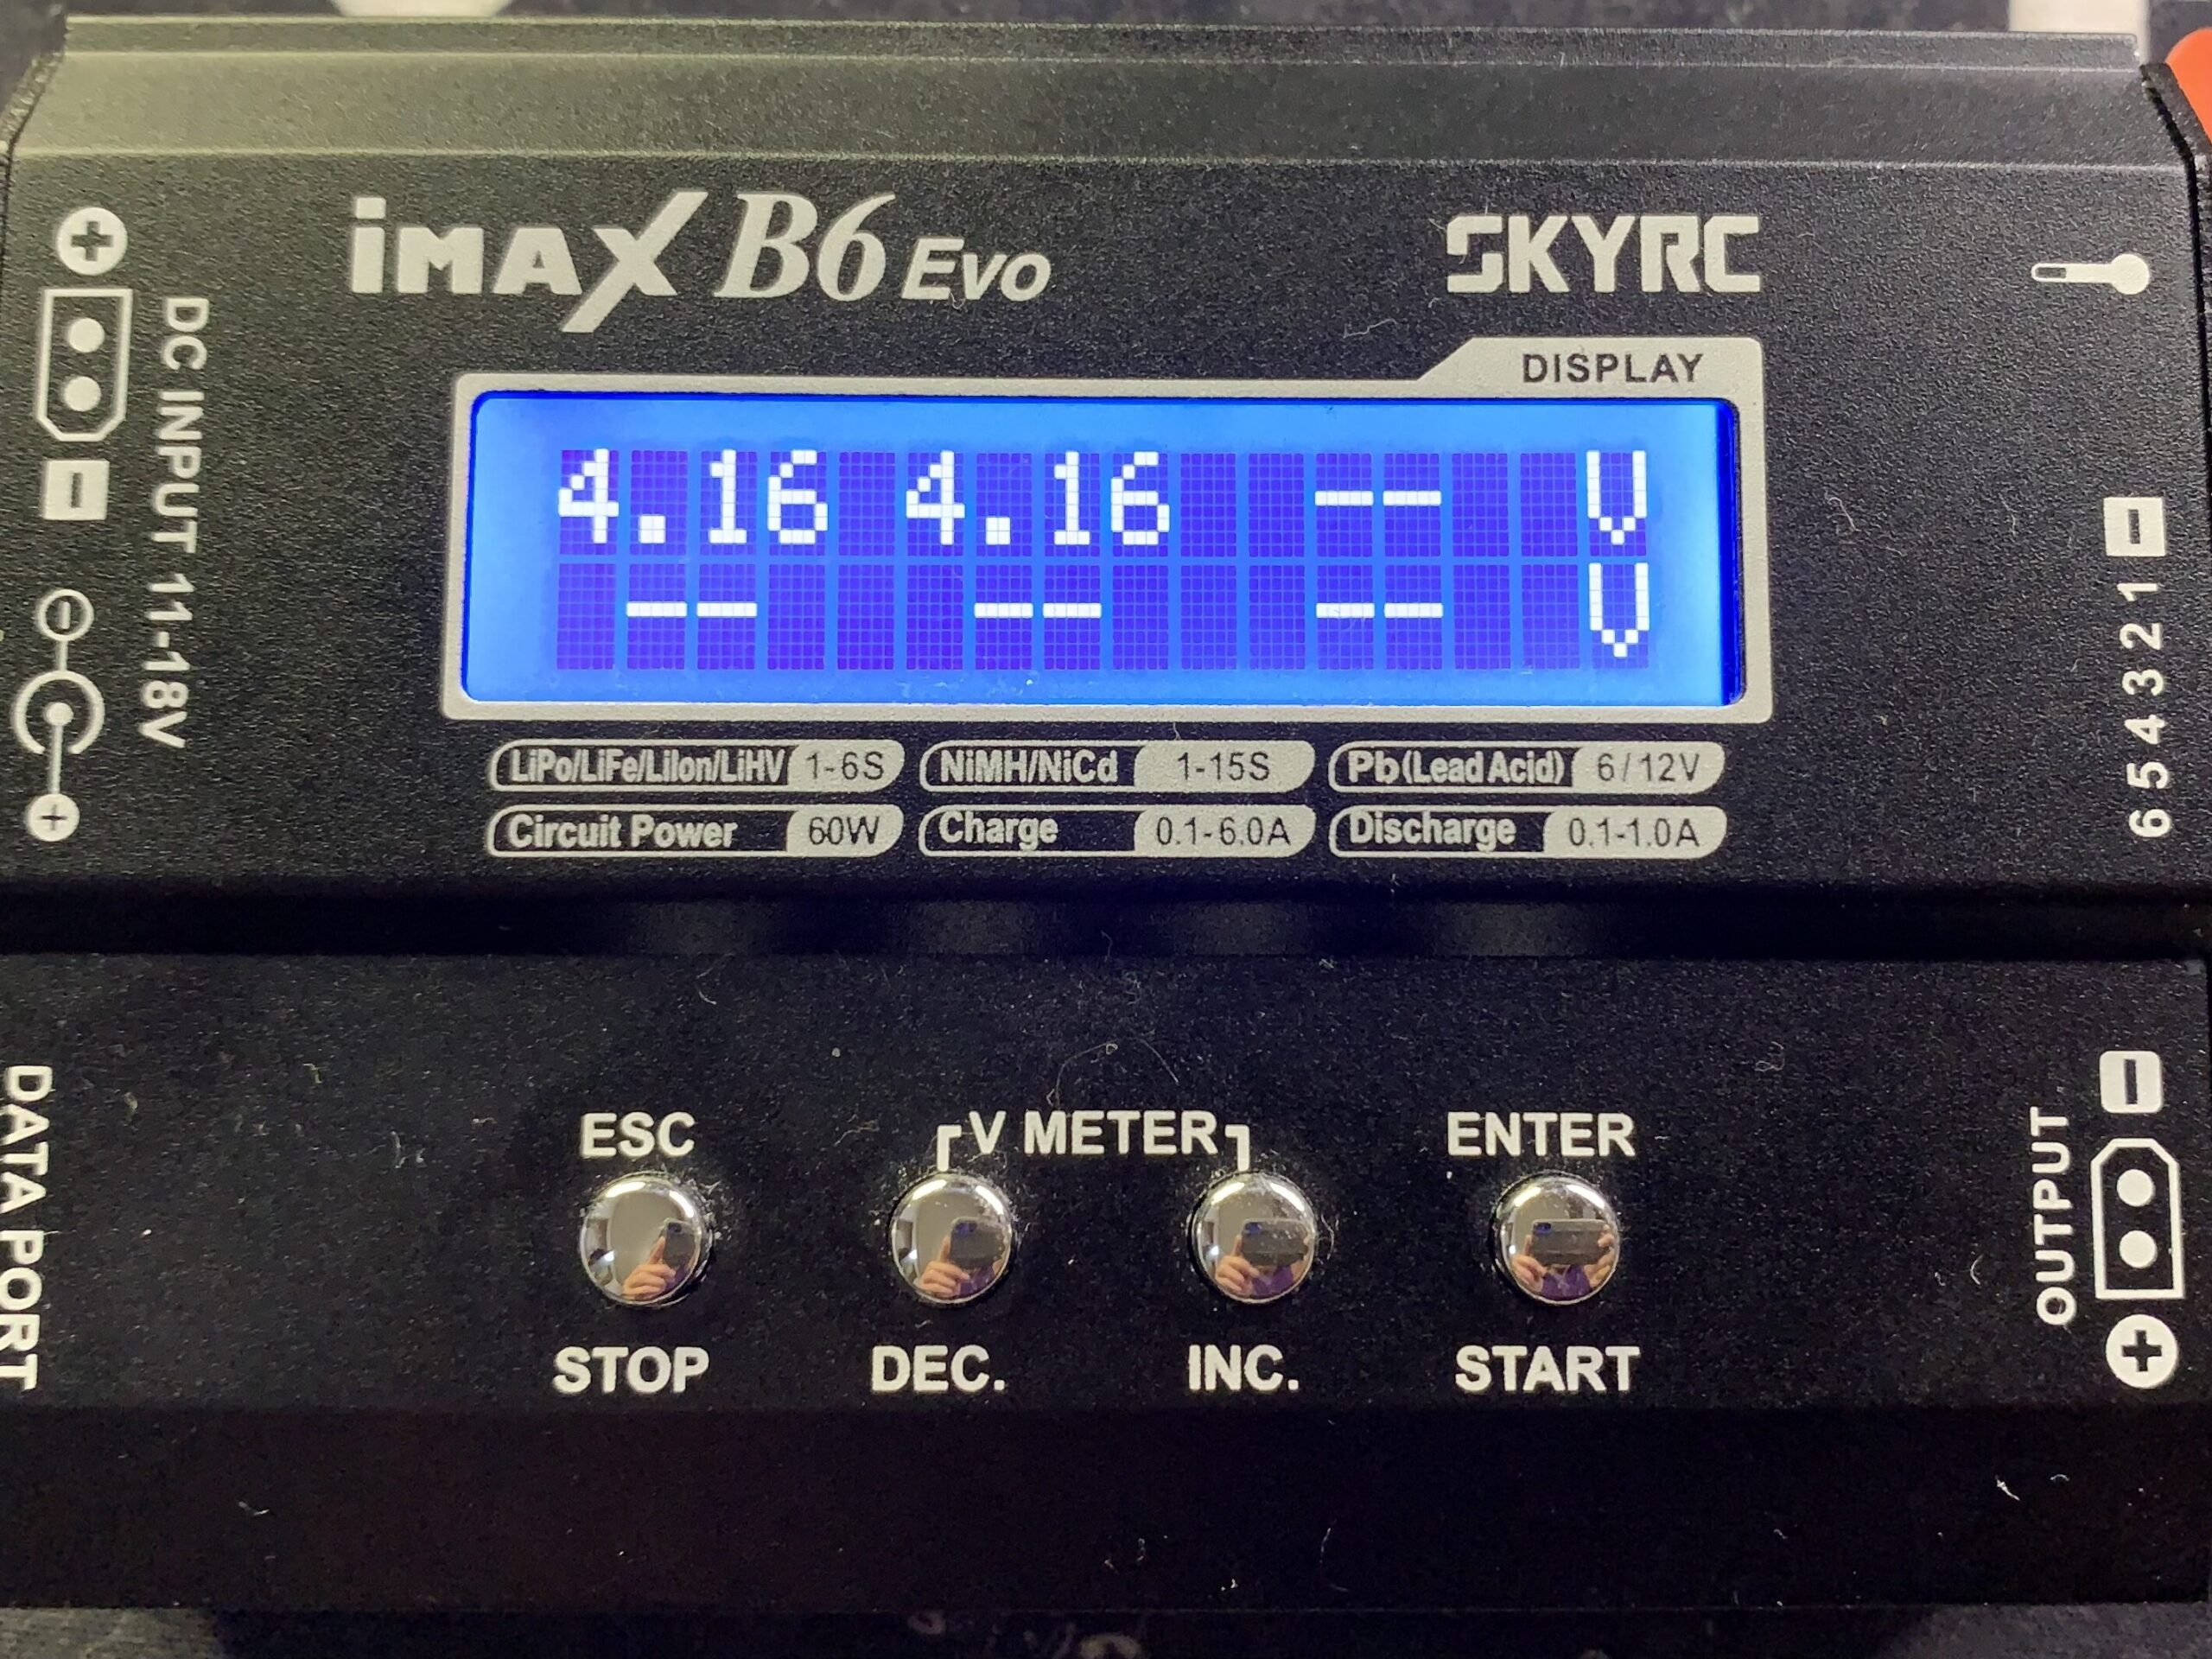 iMAX B6 Evo
SKYRC
DISPLAY
4.16 4.16 -- V
-- -- -- V
LiPo/LiFe/LiIon/LiHV 1-6S
NiMH/NiCd 1-15S
Pb(Lead Acid) 6/12V
Circuit Power 60W
Charge 0.1-6.0A
Discharge 0.1-1.0A
DC INPUT 11-18V
6 5 4 3 2 1
DATA PORT
ESC
V METER
ENTER
STOP
DEC.
INC.
START
OUTPUT